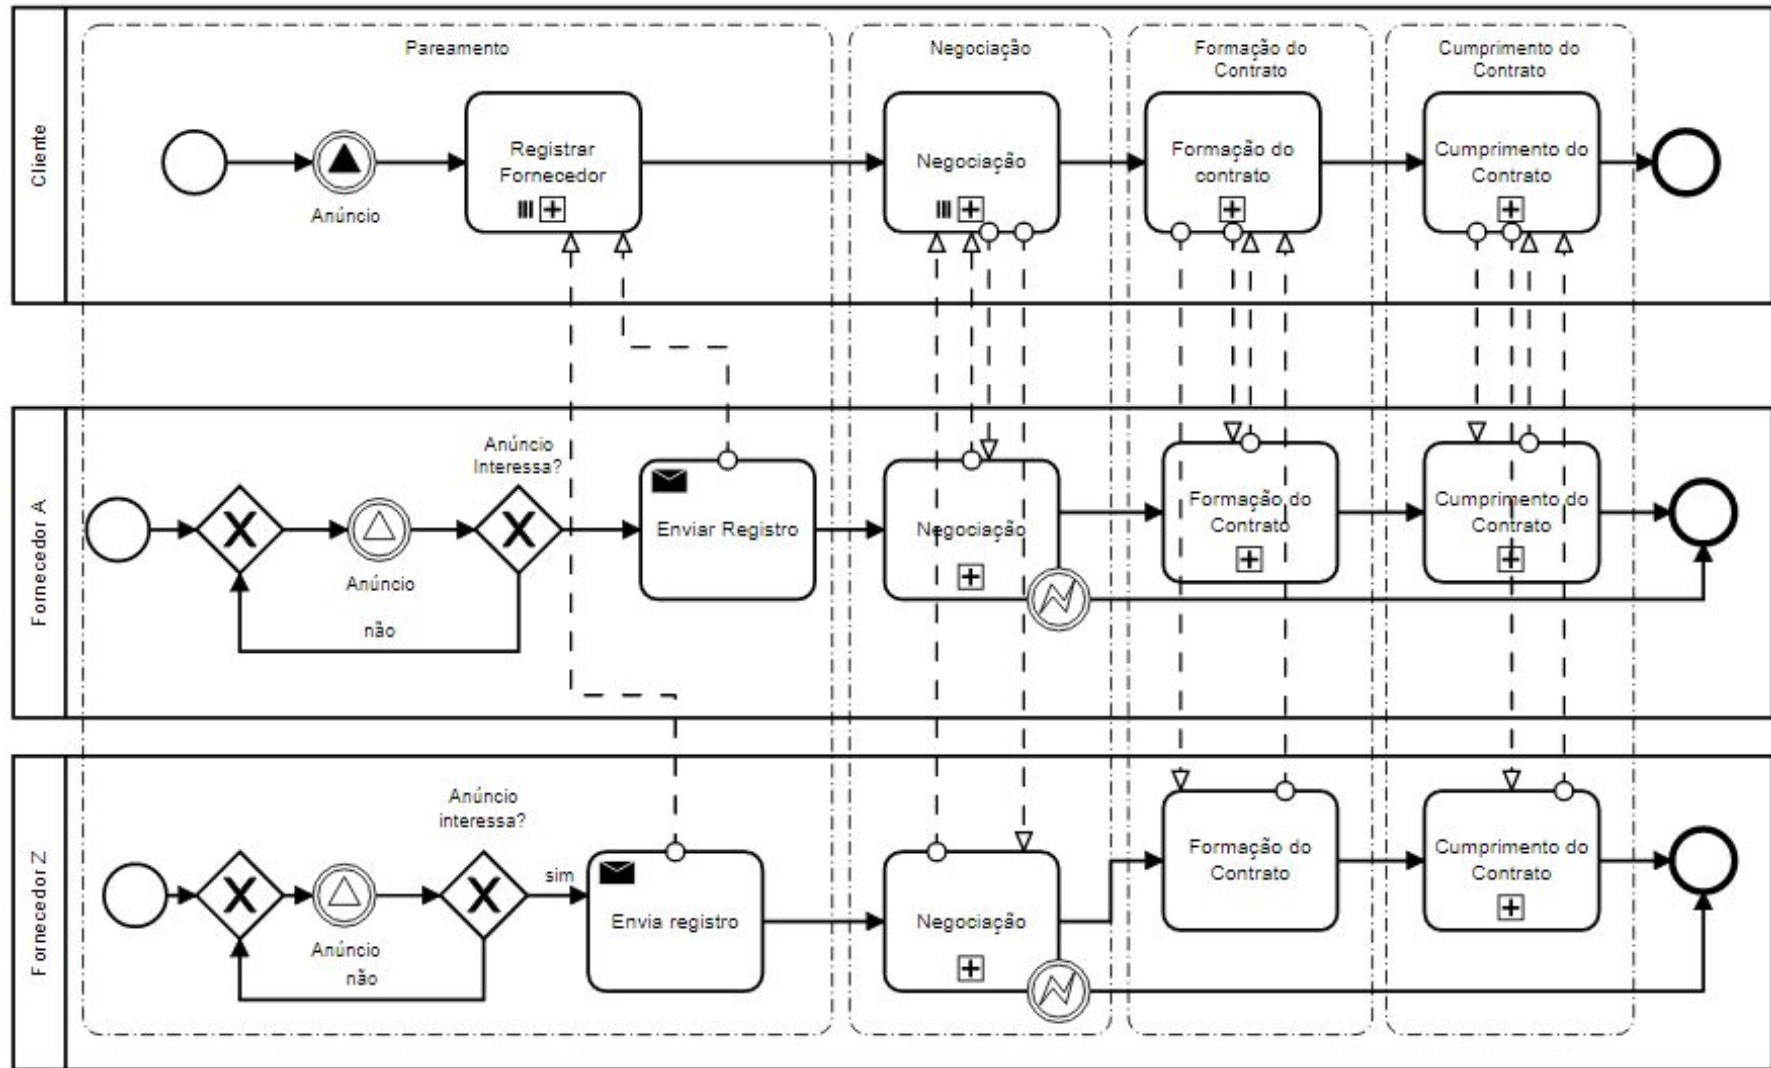 Cliente
Pareamento
Negociação
Formação do
Contrato
Cumprimento do
Contrato
Anúncio
Registrar
Fornecedor
Negociação
Formação do
contrato
Cumprimento do
Contrato
Fornecedor A
Anúncio
Interessa?
Anúncio
não
Enviar Registro
Negociação
Formação do
Contrato
Cumprimento do
Contrato
Fornecedor Z
Anúncio
interessa?
Anúncio
não
sim
Envia registro
Negociação
Formação do
Contrato
Cumprimento do
Contrato